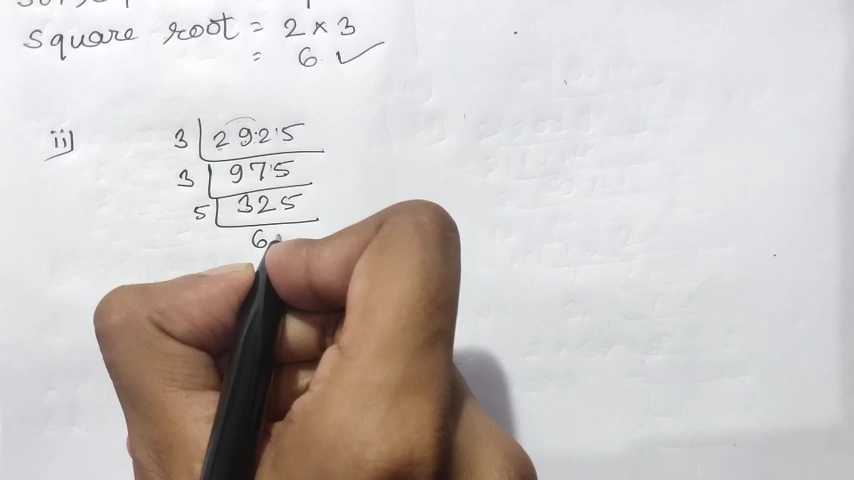 square root = 2 × 3
= 6 ✓
ii) 3 2925
3 975
5 325
6